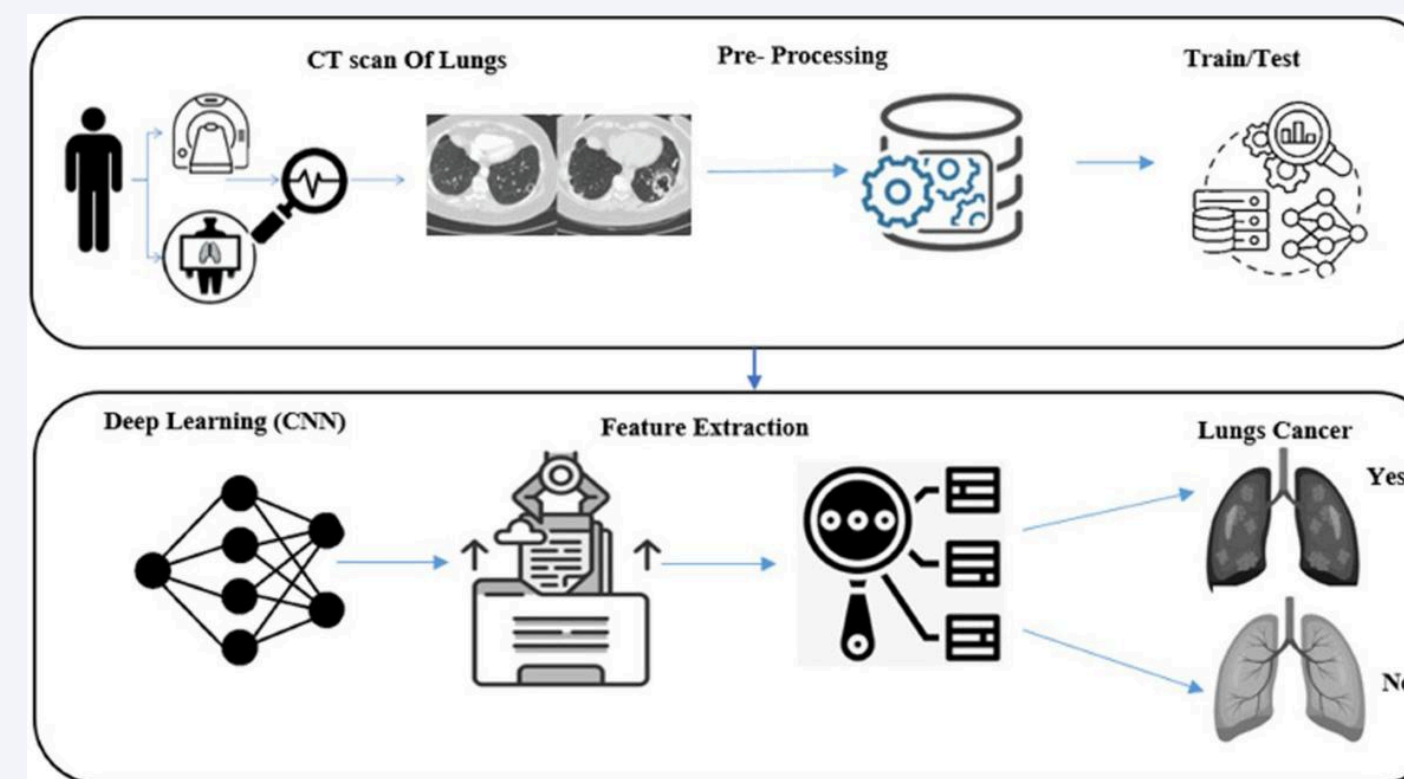 CT scan Of Lungs
Pre- Processing
Train/Test
Deep Learning (CNN)
Feature Extraction
Lungs Cancer
Yes